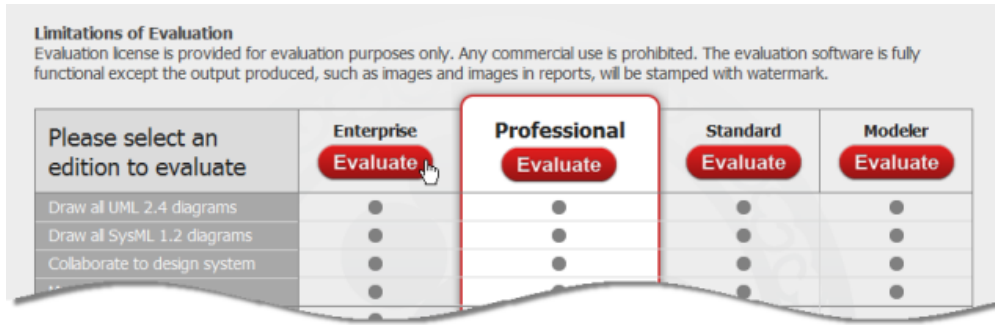 Limitations of Evaluation
Evaluation license is provided for evaluation purposes only. Any commercial use is prohibited. The evaluation software is fully
functional except the output produced, such as images and images in reports, will be stamped with watermark.
Please select an
edition to evaluate
Enterprise
Evaluate
Professional
Evaluate
Standard
Evaluate
Modeler
Evaluate
Draw all UML 2.4 diagrams
Draw all SysML 1.2 diagrams
Collaborate to design system